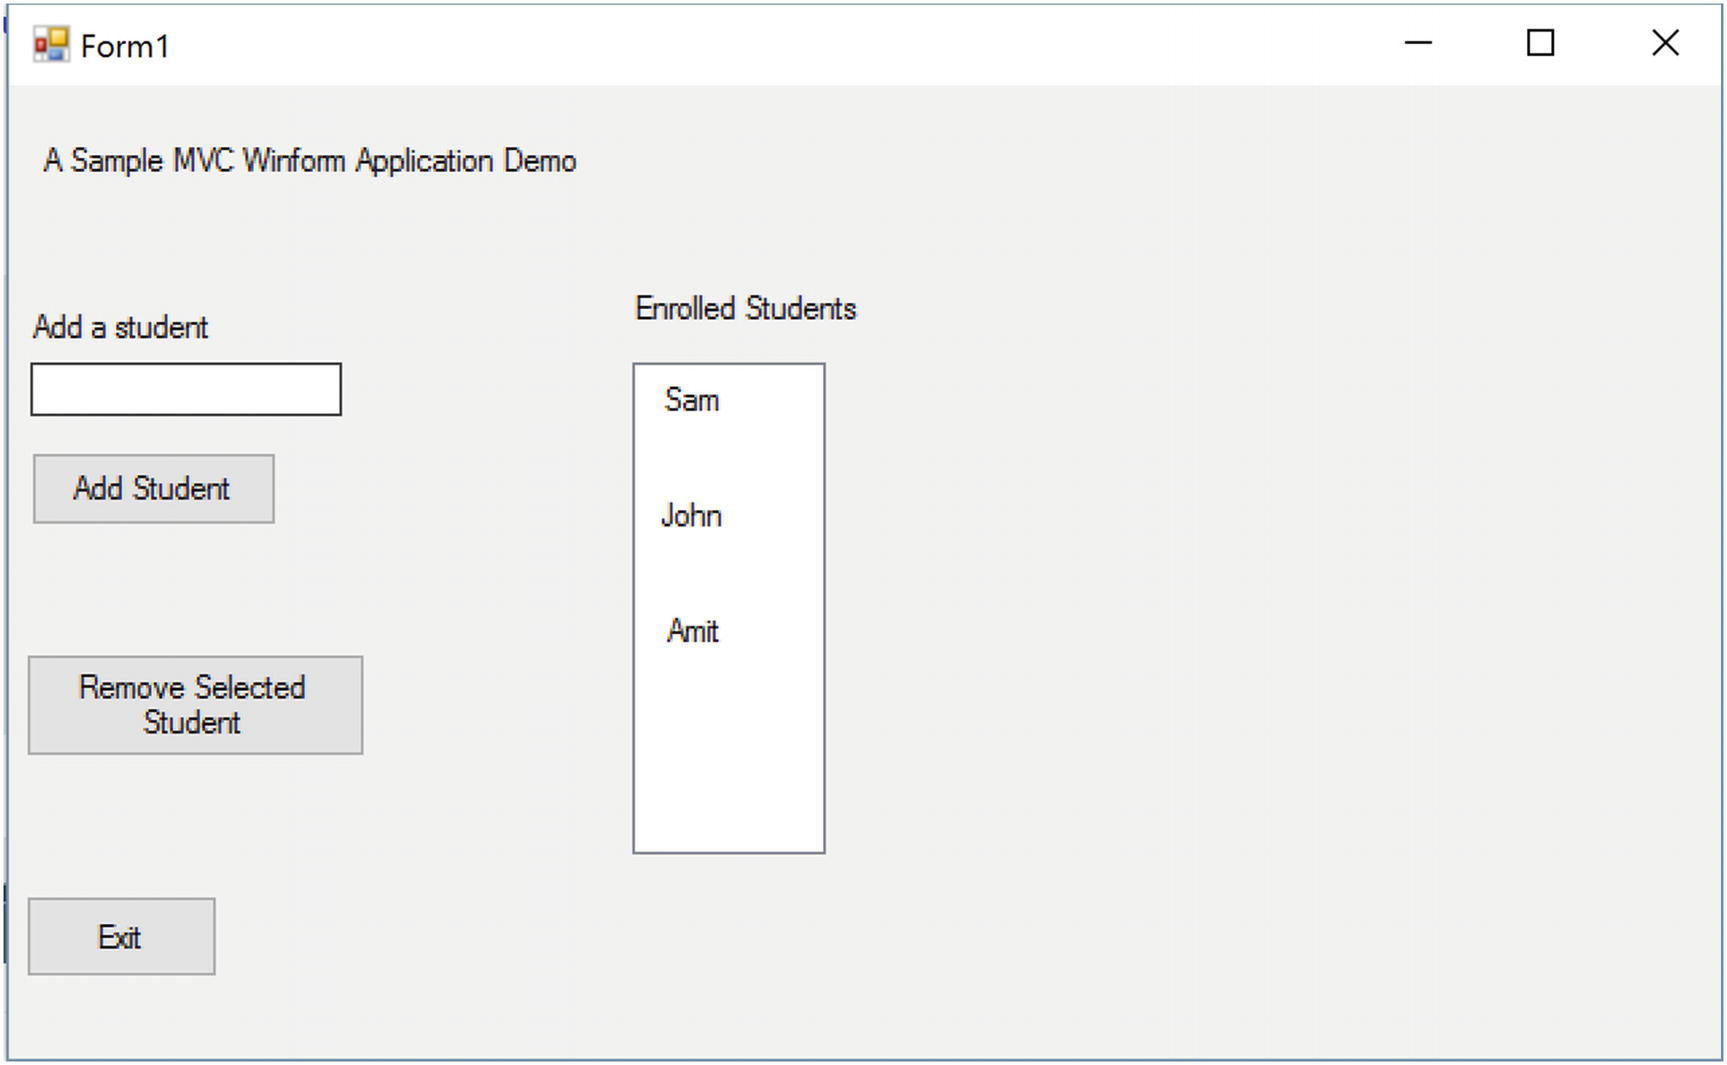 Form1
A Sample MVC Winform Application Demo
Add a student
Add Student
Remove Selected
Student
Exit
Enrolled Students
Sam
John
Amit